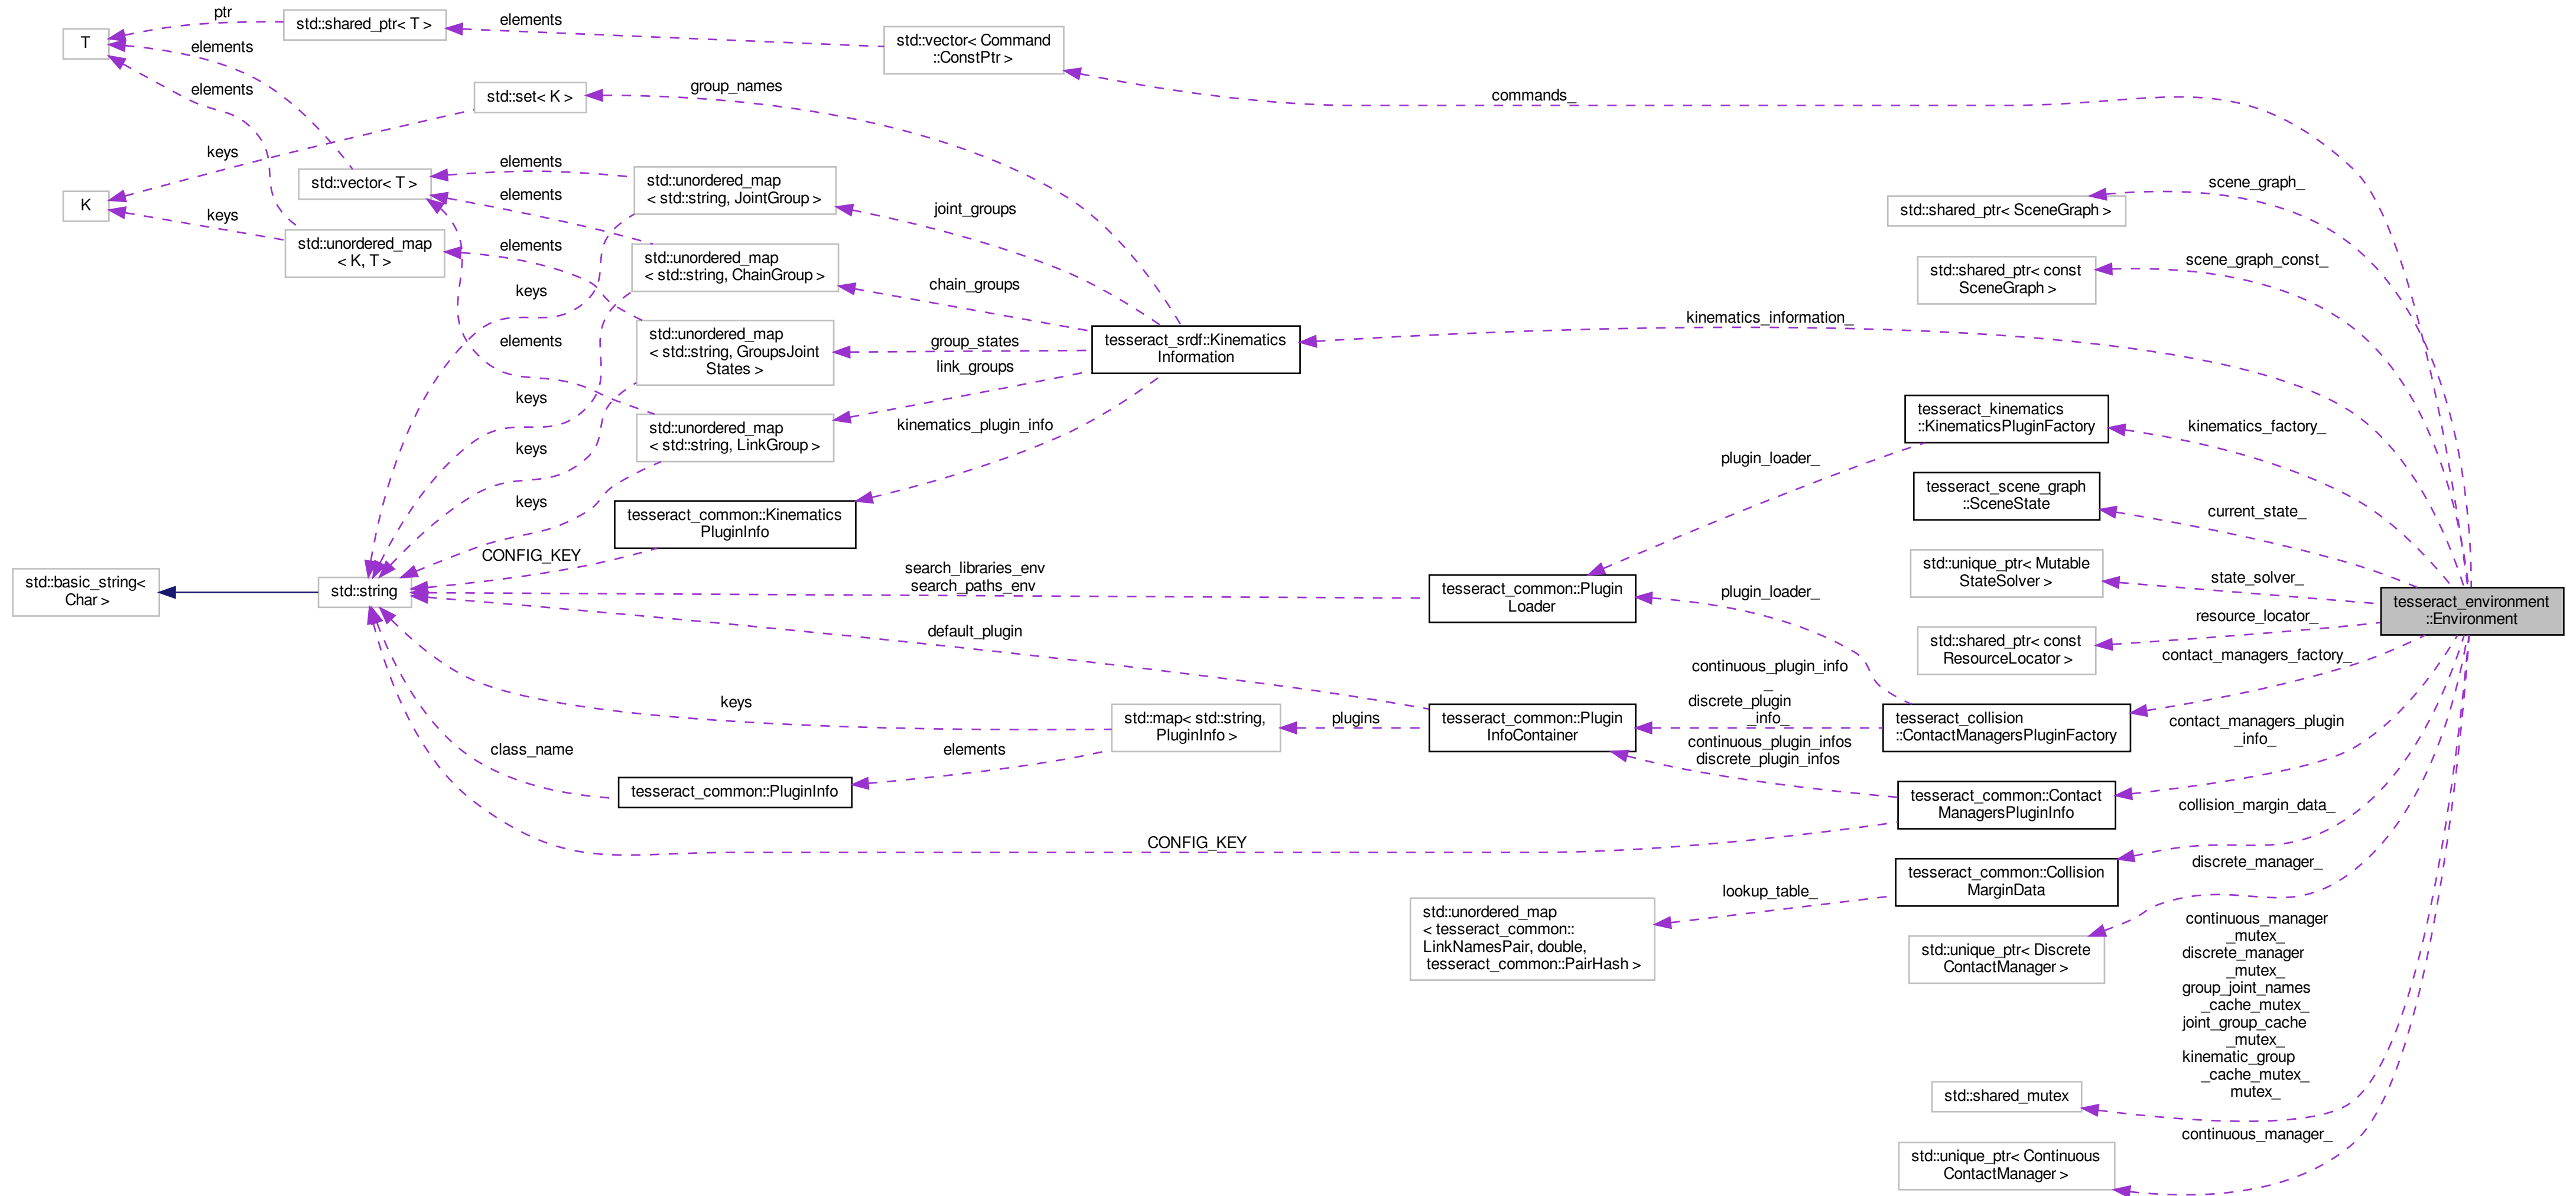 ptr
std::shared_ptr< T >
elements
T
elements
std::vector< Command
::ConstPtr >
elements
std::set< K >
group_names
commands_
keys
elements
std::vector< T >
std::unordered_map
< std::string, JointGroup >
scene_graph_
elements
K
keys
joint_groups
std::shared_ptr< SceneGraph >
std::unordered_map
< K, T >
elements
std::unordered_map
< std::string, ChainGroup >
scene_graph_const_
std::shared_ptr< const
SceneGraph >
keys
chain_groups
kinematics_information_
std::unordered_map
< std::string, GroupsJoint
States >
elements
group_states
tesseract_srdf::Kinematics
Information
link_groups
keys
std::unordered_map
< std::string, LinkGroup >
kinematics_plugin_info
tesseract_kinematics
::KinematicsPluginFactory
kinematics_factory_
keys
plugin_loader_
keys
tesseract_common::Kinematics
PluginInfo
tesseract_scene_graph
::SceneState
current_state_
CONFIG_KEY
std::basic_string<
Char >
std::string
search_libraries_env
search_paths_env
tesseract_common::Plugin
Loader
plugin_loader_
std::unique_ptr< Mutable
StateSolver >
state_solver_
tesseract_environment
::Environment
default_plugin
resource_locator_
std::shared_ptr< const
ResourceLocator >
contact_managers_factory_
continuous_plugin_info
_
discrete_plugin
_info_
keys
std::map< std::string,
PluginInfo >
plugins
tesseract_common::Plugin
InfoContainer
tesseract_collision
::ContactManagersPluginFactory
contact_managers_plugin
_info_
class_name
elements
continuous_plugin_infos
discrete_plugin_infos
tesseract_common::PluginInfo
tesseract_common::Contact
ManagersPluginInfo
collision_margin_data_
CONFIG_KEY
tesseract_common::Collision
MarginData
discrete_manager_
lookup_table_
std::unordered_map
< tesseract_common::
LinkNamesPair, double,
tesseract_common::PairHash >
std::unique_ptr< Discrete
ContactManager >
continuous_manager
_mutex_
discrete_manager
_mutex_
group_joint_names
_cache_mutex_
joint_group_cache
_mutex_
kinematic_group
_cache_mutex_
mutex_
std::shared_mutex
continuous_manager_
std::unique_ptr< Continuous
ContactManager >